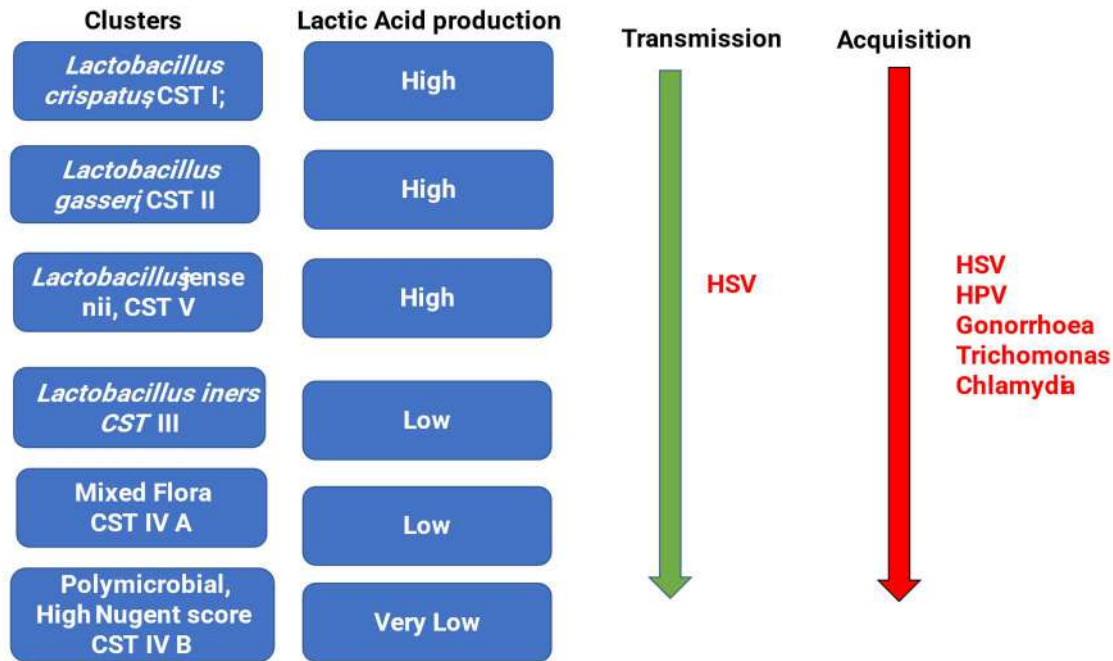 Clusters
Lactic Acid production
Transmission
Acquisition
Lactobacillus
crispatus, CST I;
High
Lactobacillus
gasseri, CST II
High
Lactobacillus jense
nii, CST V
High
HSV
HSV
HPV
Gonorrhoea
Trichomonas
Chlamydia
Lactobacillus iners
CST III
Low
Mixed Flora
CST IV A
Low
Polymicrobial,
High Nugent score
CST IV B
Very Low